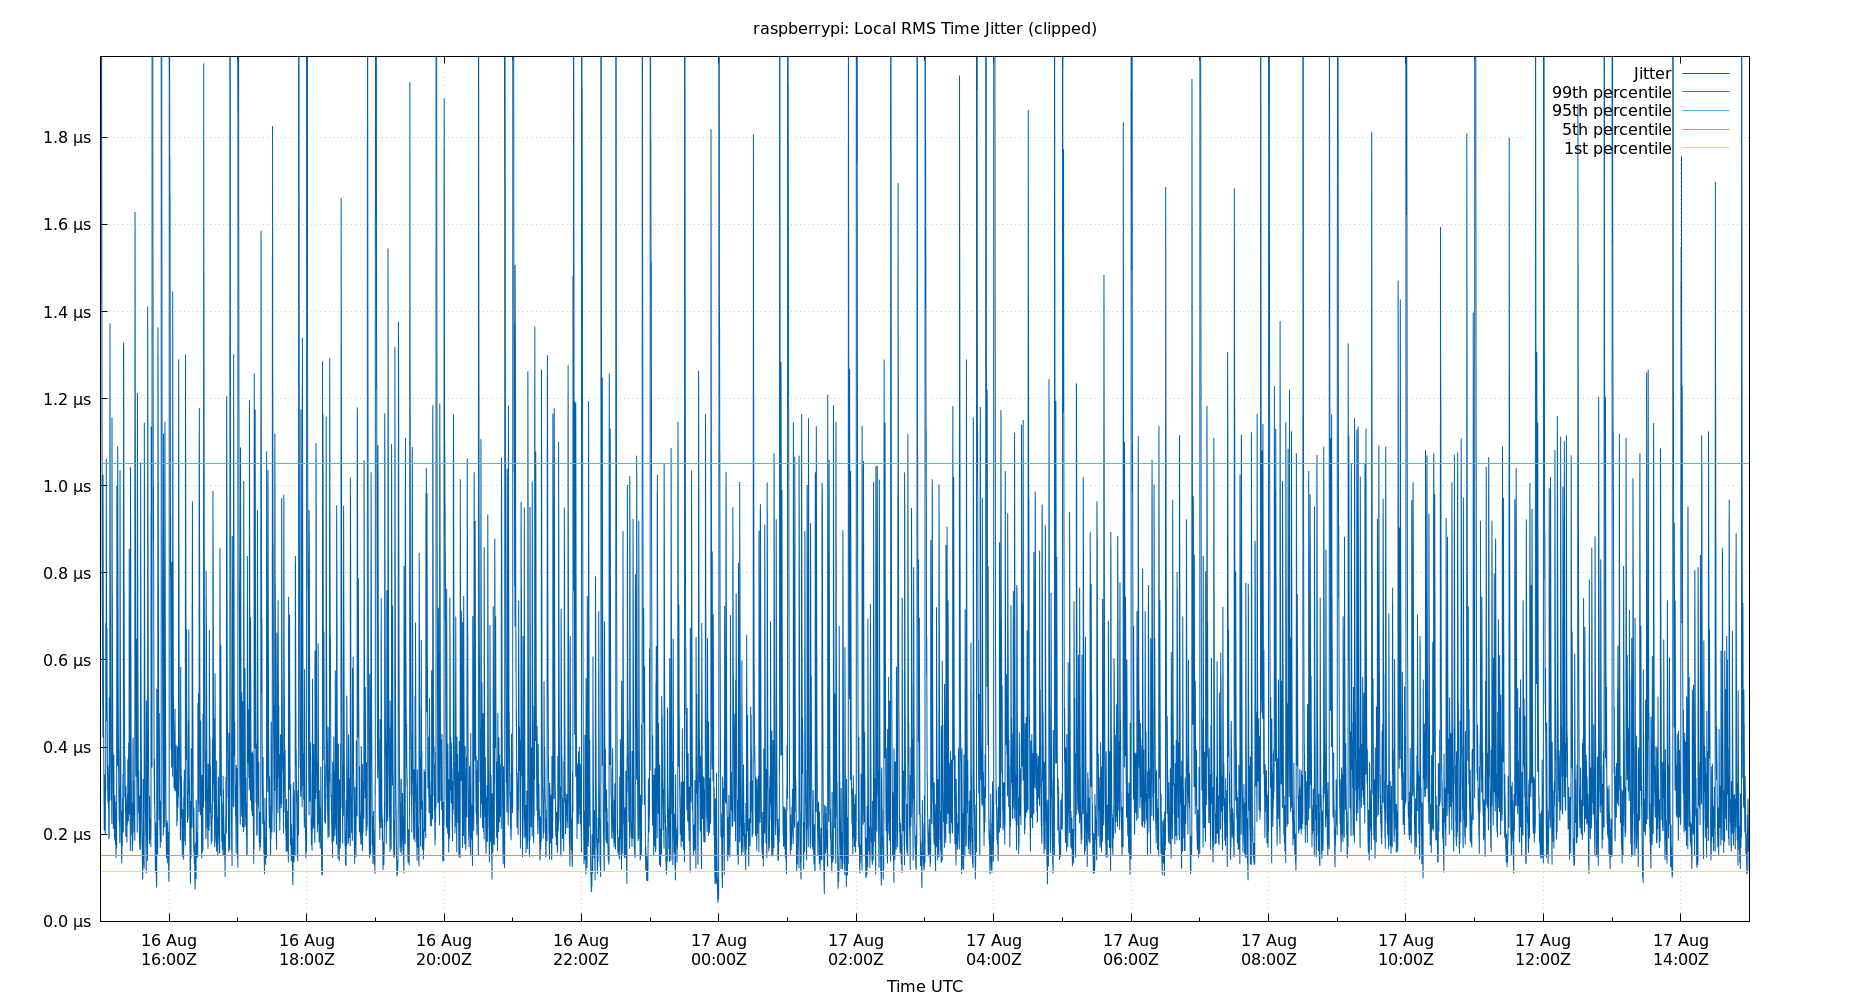 raspberrypi: Local RMS Time Jitter (clipped)
Jitter
99th percentile
95th percentile
5th percentile
1st percentile
1.8 µs
1.6 µs
1.4 µs
1.2 µs
1.0 µs
0.8 µs
0.6 µs
0.4 µs
0.2 µs
0.0 µs
16 Aug 16 Aug 16 Aug 16 Aug 17 Aug 17 Aug 17 Aug 17 Aug 17 Aug 17 Aug 17 Aug 17 Aug
16:00Z 18:00Z 20:00Z 22:00Z 00:00Z 02:00Z 04:00Z 06:00Z 08:00Z 10:00Z 12:00Z 14:00Z
Time UTC